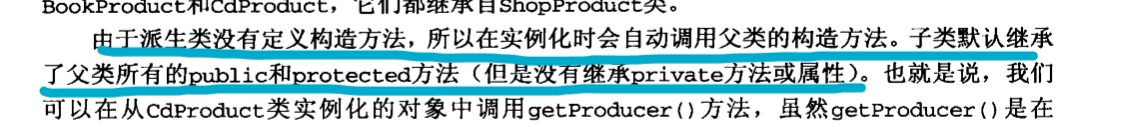 BookProduct和CdProduct，它们都继承自ShopProduct类。
由于派生类没有定义构造方法，所以在实例化时会自动调用父类的构造方法。子类默认继承
了父类所有的public和protected方法（但是没有继承private方法或属性）。也就是说，我们
可以在从CdProduct类实例化的对象中调用getProducer()方法，虽然getProducer()是在